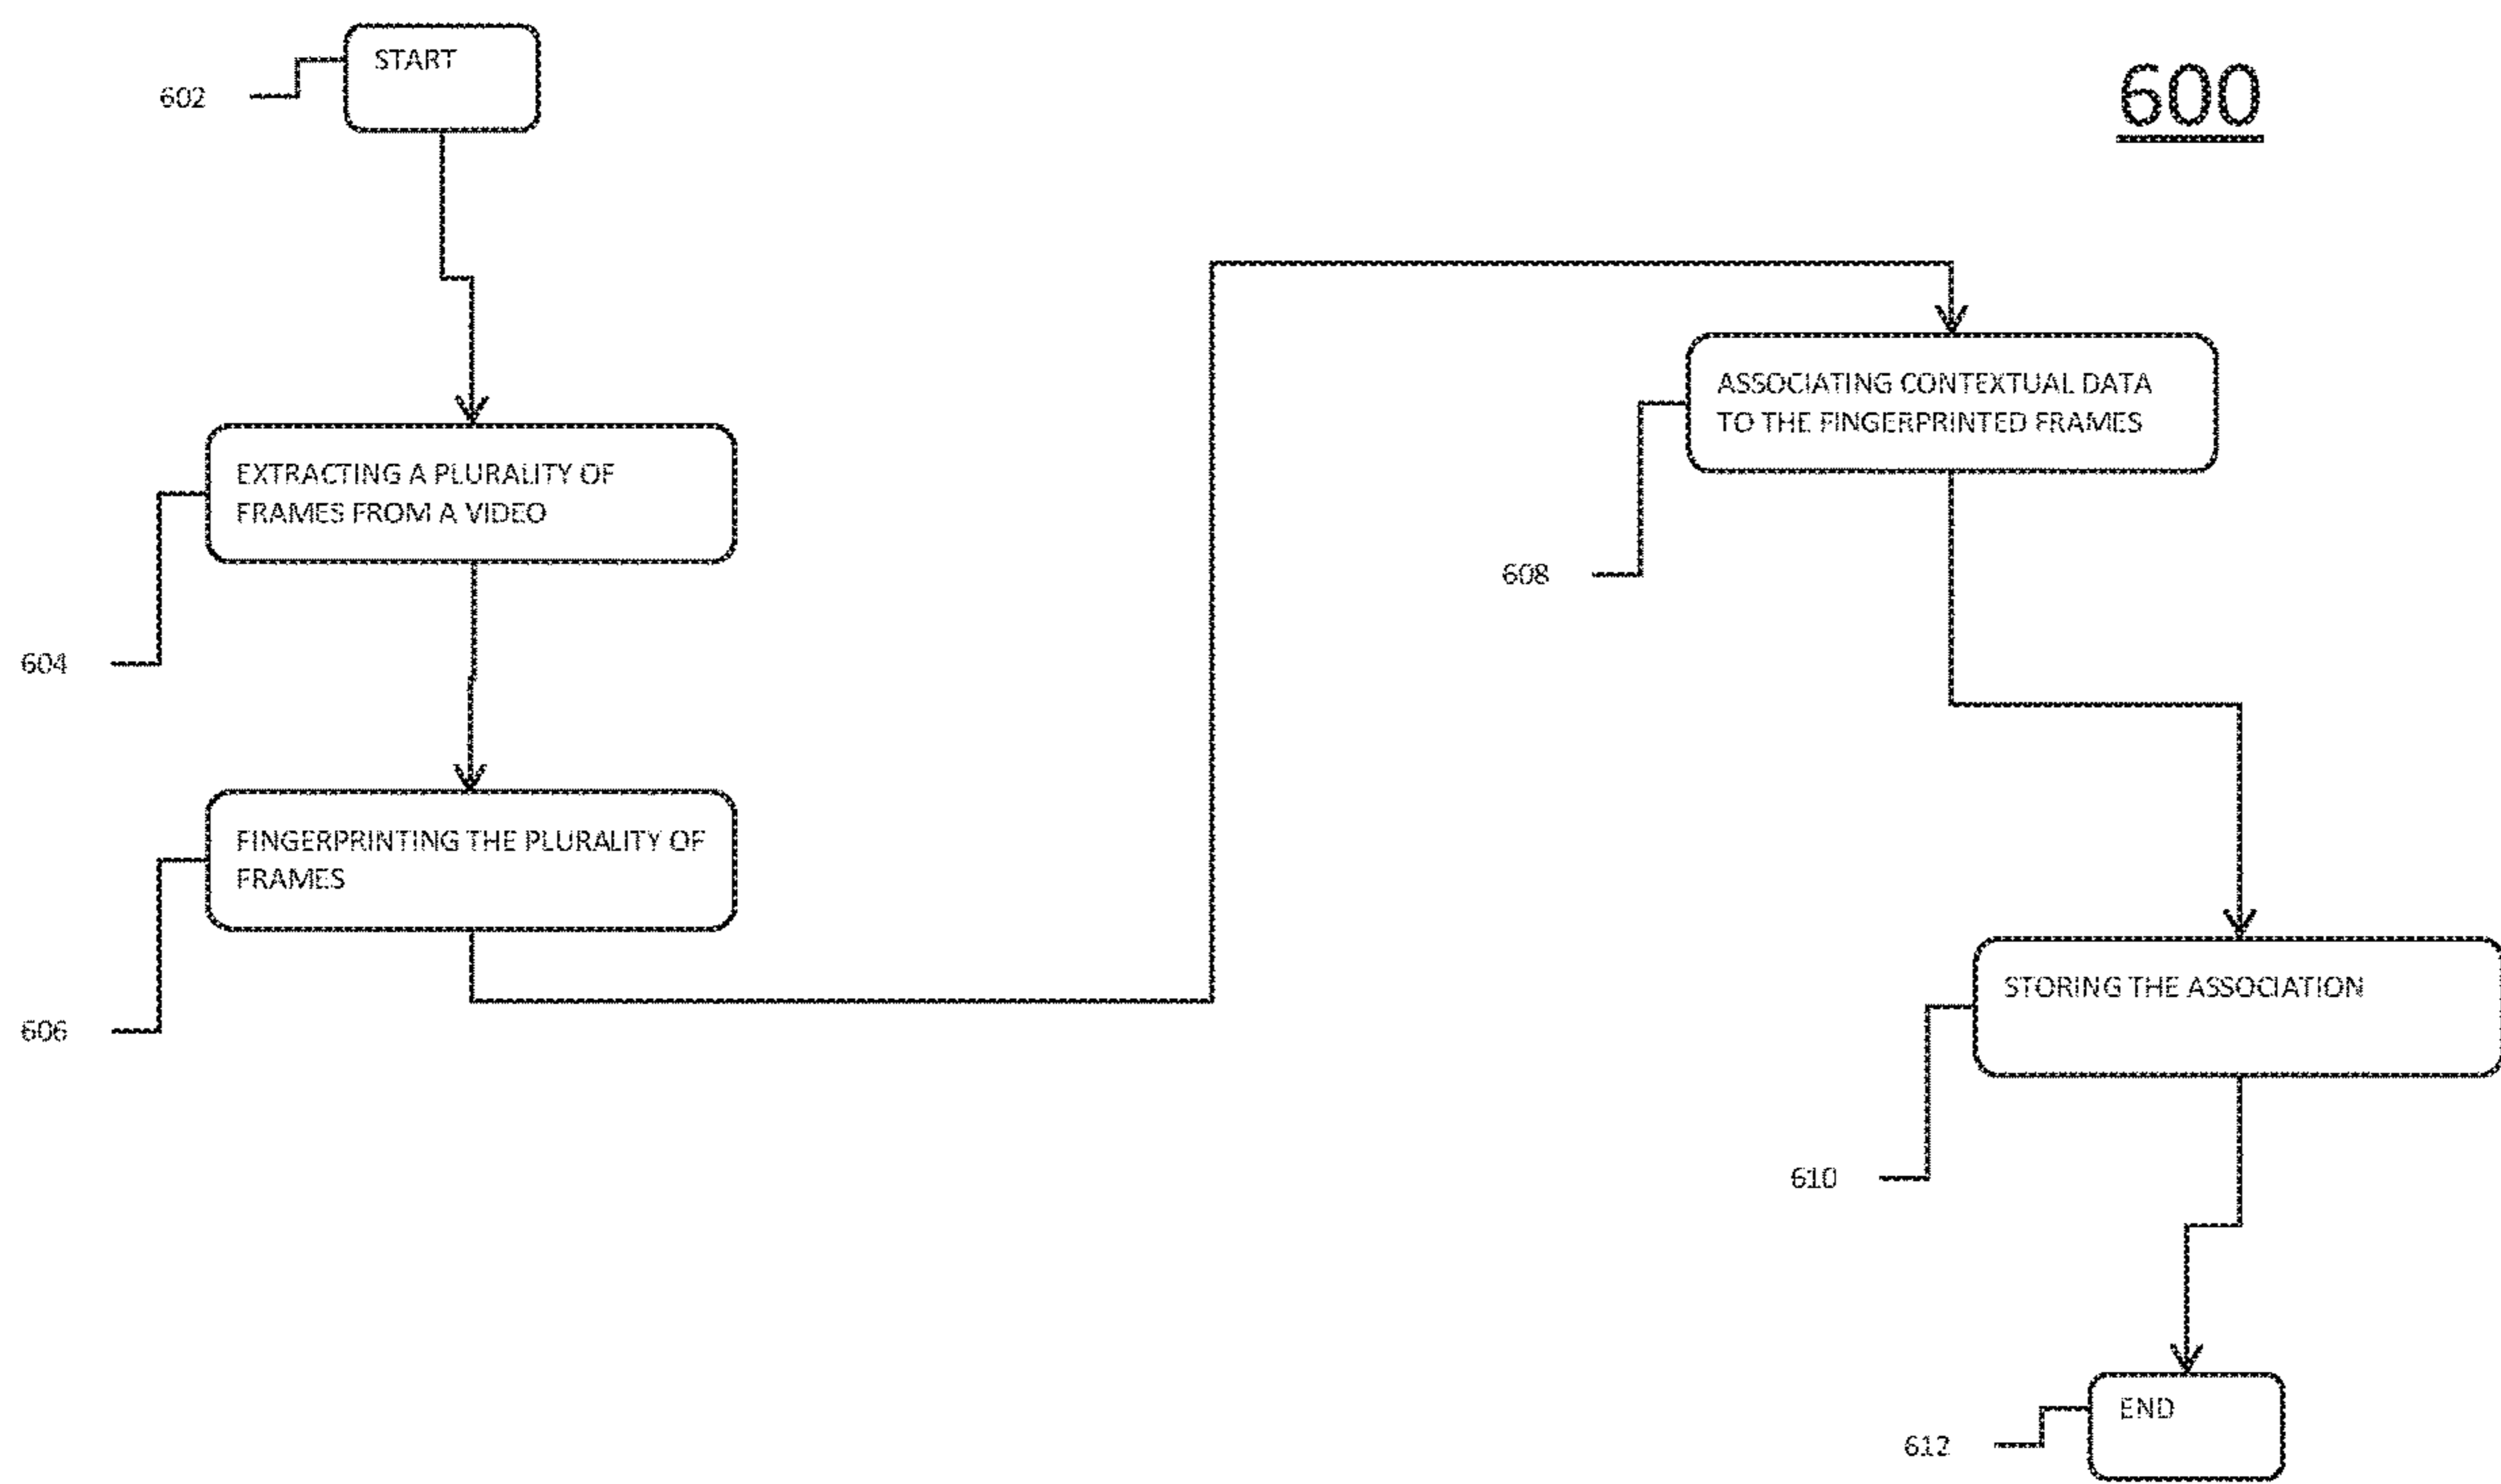 START
602
600
EXTRACTING A PLURALITY OF
FRAMES FROM A VIDEO
604
FINGERPRINTING THE PLURALITY OF
FRAMES
606
ASSOCIATING CONTEXTUAL DATA
TO THE FINGERPRINTED FRAMES
608
STORING THE ASSOCIATION
610
END
612